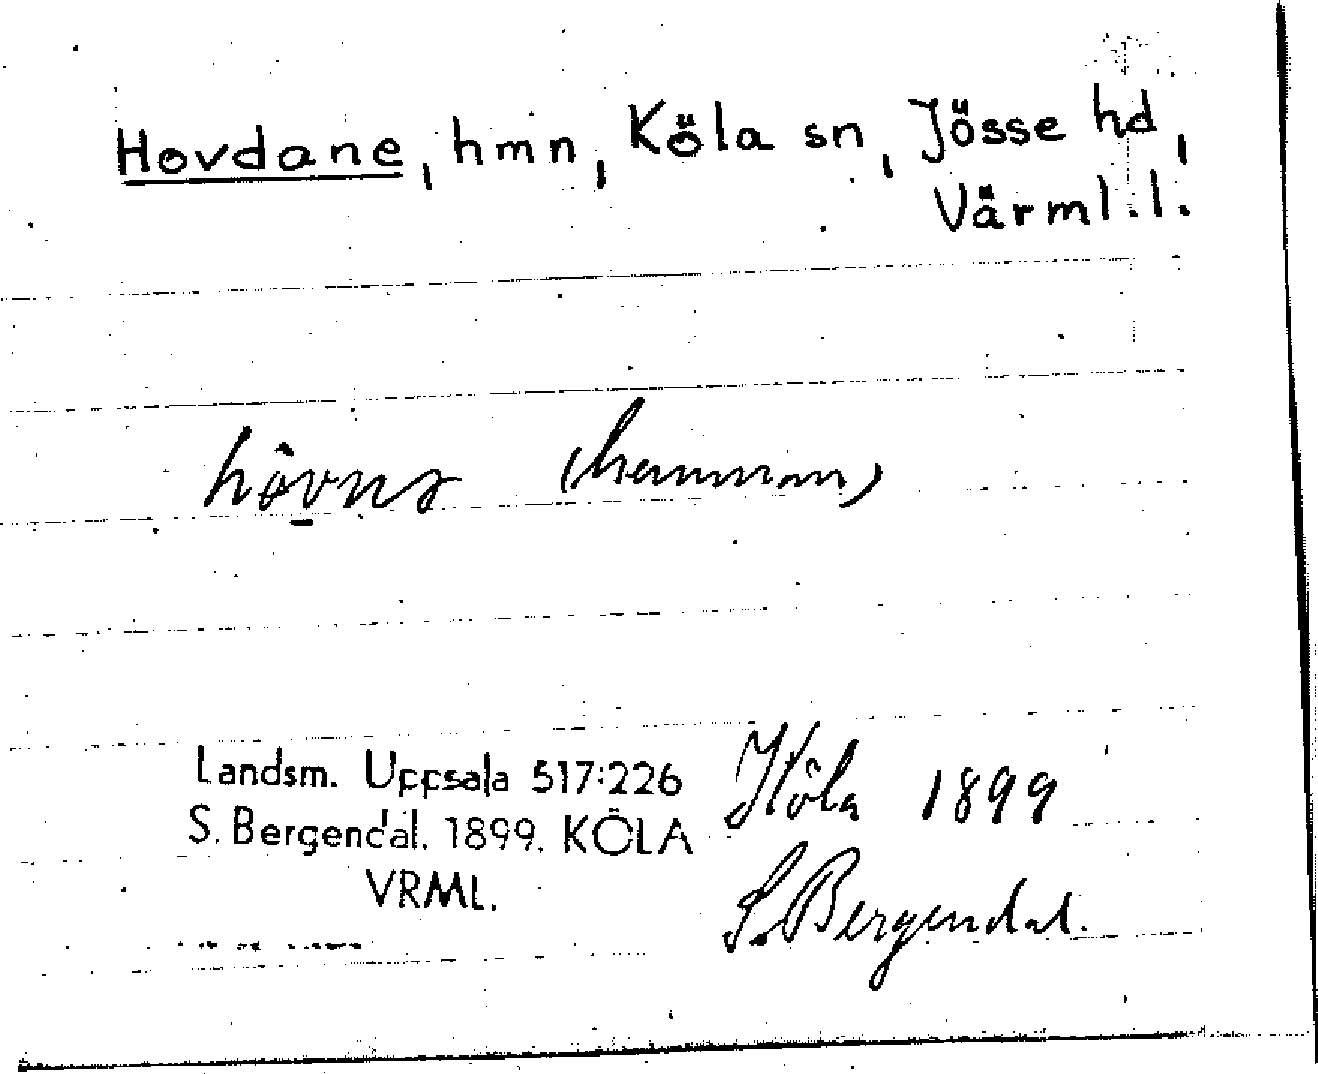 Hovdane, hmn, Köla sn, Jösse hd,
Värml.l.
(hemman)
Landsm. Uppsala 517:226
S. Bergendal. 1899. KÖLA
VRML.
Köla 1899
S. Bergendal.